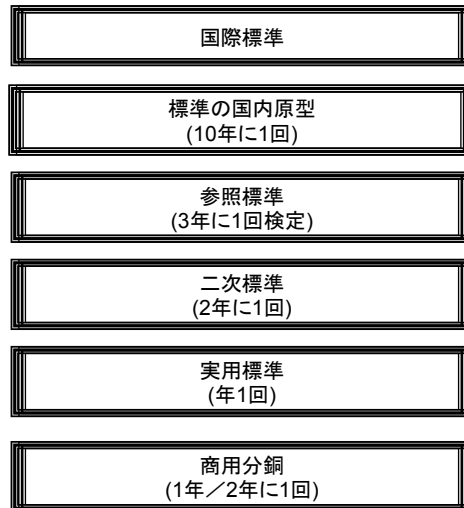 国際標準
標準の国内原型
(10年に1回)
参照標準
(3年に1回検定)
二次標準
(2年に1回)
実用標準
(年1回)
商用分銅
(1年／2年に1回)